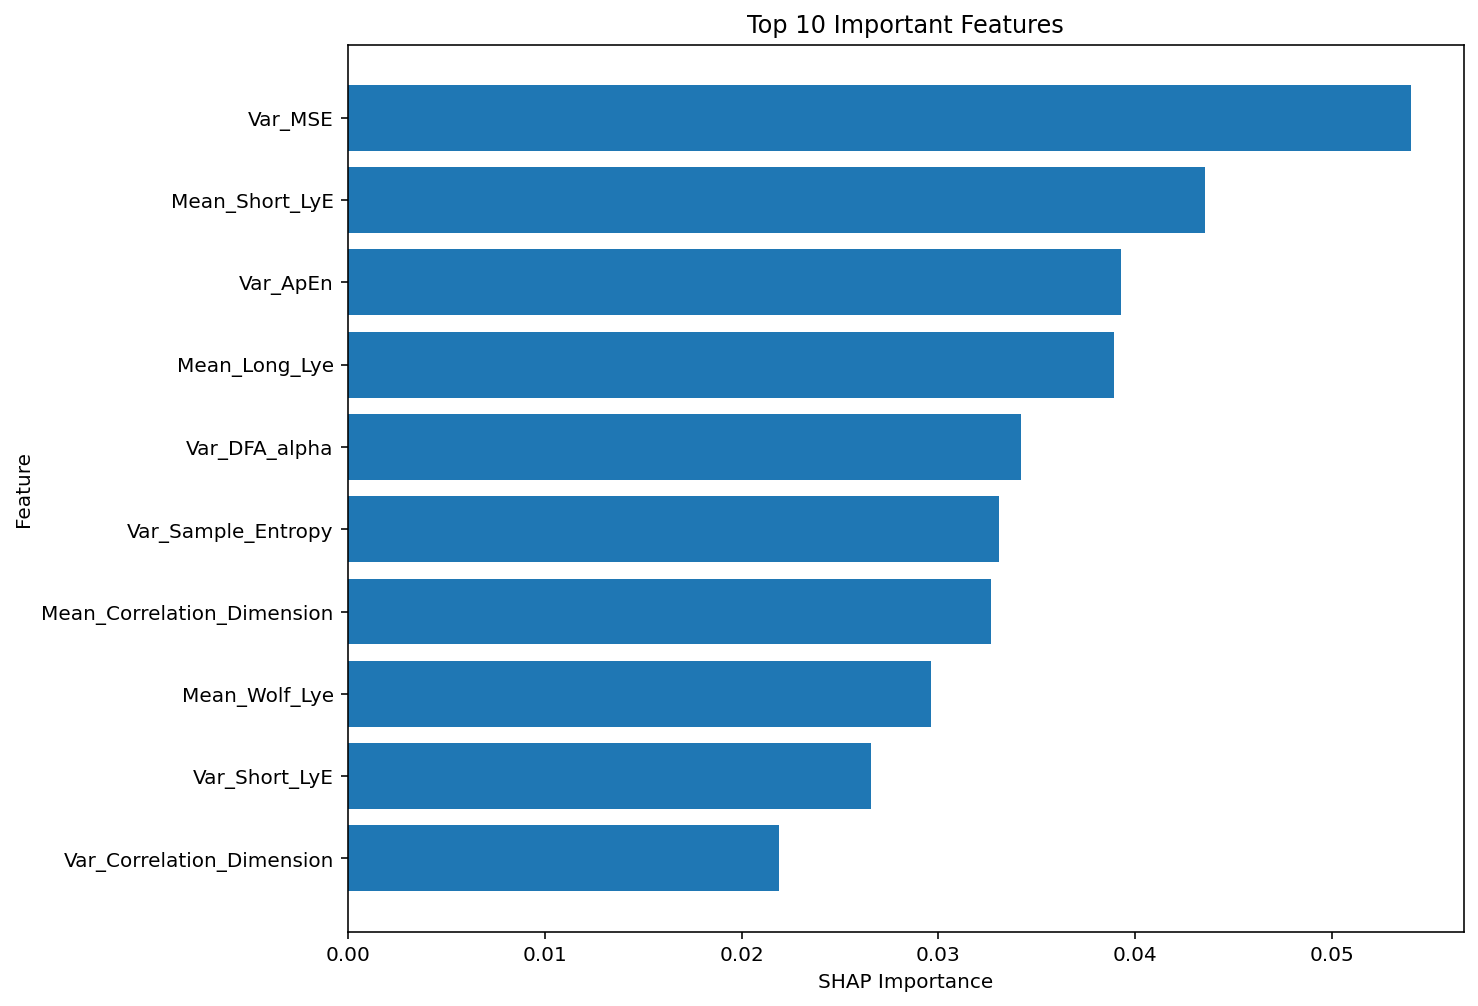 Top 10 Important Features
Var_MSE
Mean_Short_LyE
Var_ApEn
Mean_Long_Lye
Var_DFA_alpha
Var_Sample_Entropy
Mean_Correlation_Dimension
Mean_Wolf_Lye
Var_Short_LyE
Var_Correlation_Dimension
Feature
0.00 0.01 0.02 0.03 0.04 0.05
SHAP Importance